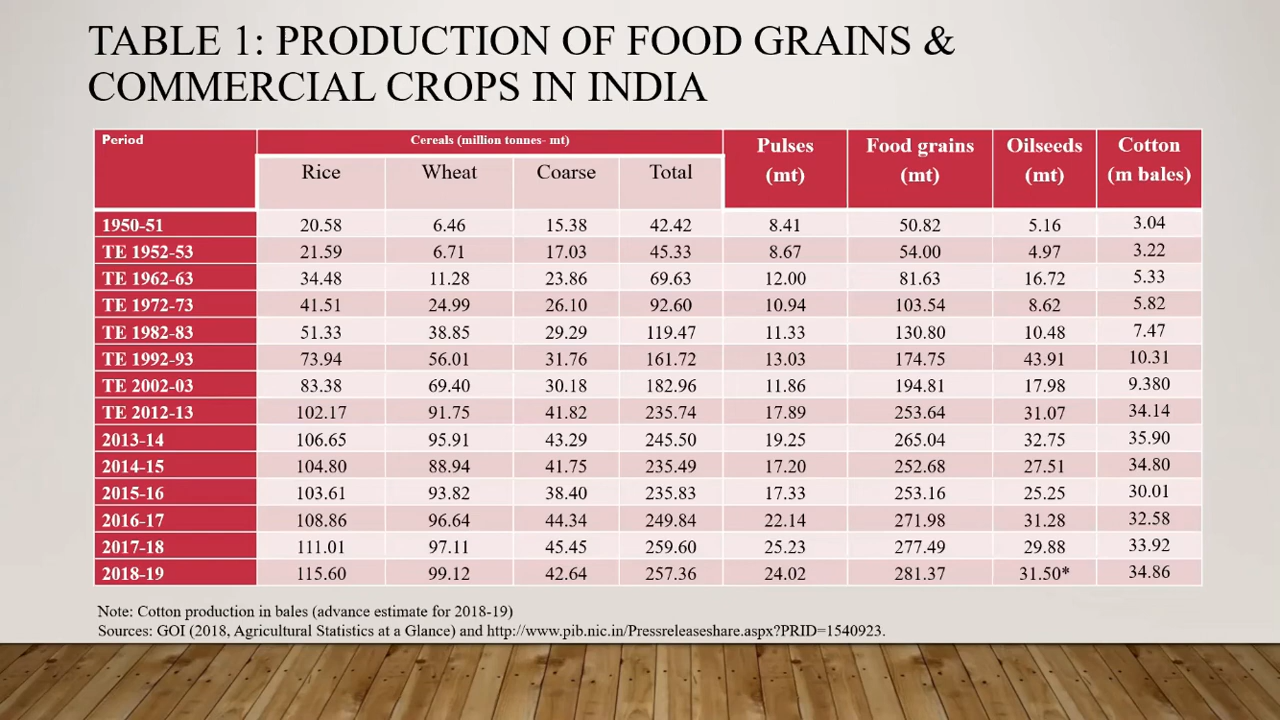 TABLE 1: PRODUCTION OF FOOD GRAINS &
COMMERCIAL CROPS IN INDIA
Period Cereals (million tonnes- mt) Pulses (mt) Food grains (mt) Oilseeds (mt) Cotton (m bales)
Rice Wheat Coarse Total
1950-51 20.58 6.46 15.38 42.42 8.41 50.82 5.16 3.04
TE 1952-53 21.59 6.71 17.03 45.33 8.67 54.00 4.97 3.22
TE 1962-63 34.48 11.28 23.86 69.63 12.00 81.63 16.72 5.33
TE 1972-73 41.51 24.99 26.10 92.60 10.94 103.54 8.62 5.82
TE 1982-83 51.33 38.85 29.29 119.47 11.33 130.80 10.48 7.47
TE 1992-93 73.94 56.01 31.76 161.72 13.03 174.75 43.91 10.31
TE 2002-03 83.38 69.40 30.18 182.96 11.86 194.81 17.98 9.380
TE 2012-13 102.17 91.75 41.82 235.74 17.89 253.64 31.07 34.14
2013-14 106.65 95.91 43.29 245.50 19.25 265.04 32.75 35.90
2014-15 104.80 88.94 41.75 235.49 17.20 252.68 27.51 34.80
2015-16 103.61 93.82 38.40 235.83 17.33 253.16 25.25 30.01
2016-17 108.86 96.64 44.34 249.84 22.14 271.98 31.28 32.58
2017-18 111.01 97.11 45.45 259.60 25.23 277.49 29.88 33.92
2018-19 115.60 99.12 42.64 257.36 24.02 281.37 31.50* 34.86
Note: Cotton production in bales (advance estimate for 2018-19)
Sources: GOI (2018, Agricultural Statistics at a Glance) and http://www.pib.nic.in/Pressreleaseshare.aspx?PRID=1540923.